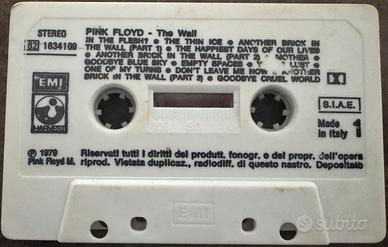 STEREO
82 1634109
PINK FLOYD - The Wall
IN THE FLESH? ● THE THIN ICE ● ANOTHER BRICK IN
THE WALL (PART 1) ● THE HAPPIEST DAYS OF OUR LIVES
● ANOTHER BRICK IN THE WALL (PART 2) ● MOTHER ●
GOODBYE BLUE SKY ● EMPTY SPACES ● LUST ●
ONE OF MY TURNS ● DON'T LEAVE ME NOW ● ANOTHER
BRICK IN THE WALL (PART 3) ● GOODBYE CRUEL WORLD
EMI
HARVEST
S.I.A.E.
Made
in Italy
1
℗ 1979
Pink Floyd M.
Riservati tutti i diritti del produtt. fonogr. e del propr. dell'opera
riprod. Vietata duplicaz., radiodiff. di questo nastro. Depositato
EMI
subito.it